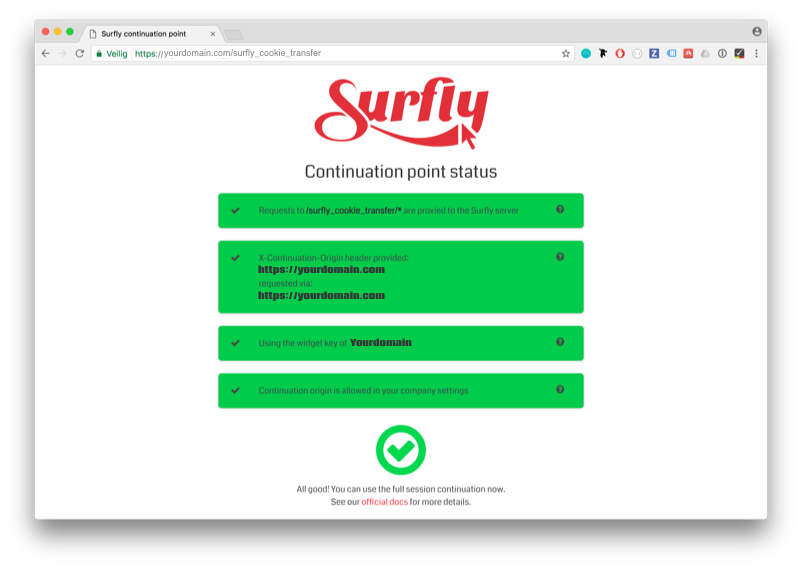 Surfly continuation point
Veilig https://yourdomain.com/surfly_cookie_transfer
Surfly
Continuation point status
Requests to /surfly_cookie_transfer/* are proxied to the Surfly server
X-Continuation-Origin header provided:
https://yourdomain.com
requested via:
https://yourdomain.com
Using the widget key of Yourdomain
Continuation origin is allowed in your company settings
All good! You can use the full session continuation now.
See our official docs for more details.